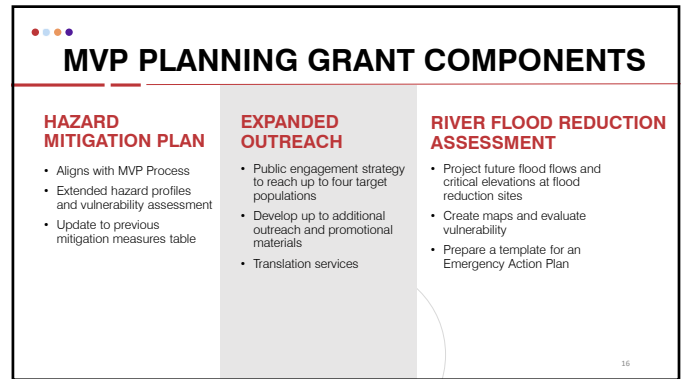 MVP PLANNING GRANT COMPONENTS
HAZARD
MITIGATION PLAN
• Aligns with MVP Process
• Extended hazard profiles
and vulnerability assessment
• Update to previous
mitigation measures table
EXPANDED
OUTREACH
• Public engagement strategy
to reach up to four target
populations
• Develop up to additional
outreach and promotional
materials
• Translation services
RIVER FLOOD REDUCTION
ASSESSMENT
• Project future flood flows and
critical elevations at flood
reduction sites
• Create maps and evaluate
vulnerability
• Prepare a template for an
Emergency Action Plan
16